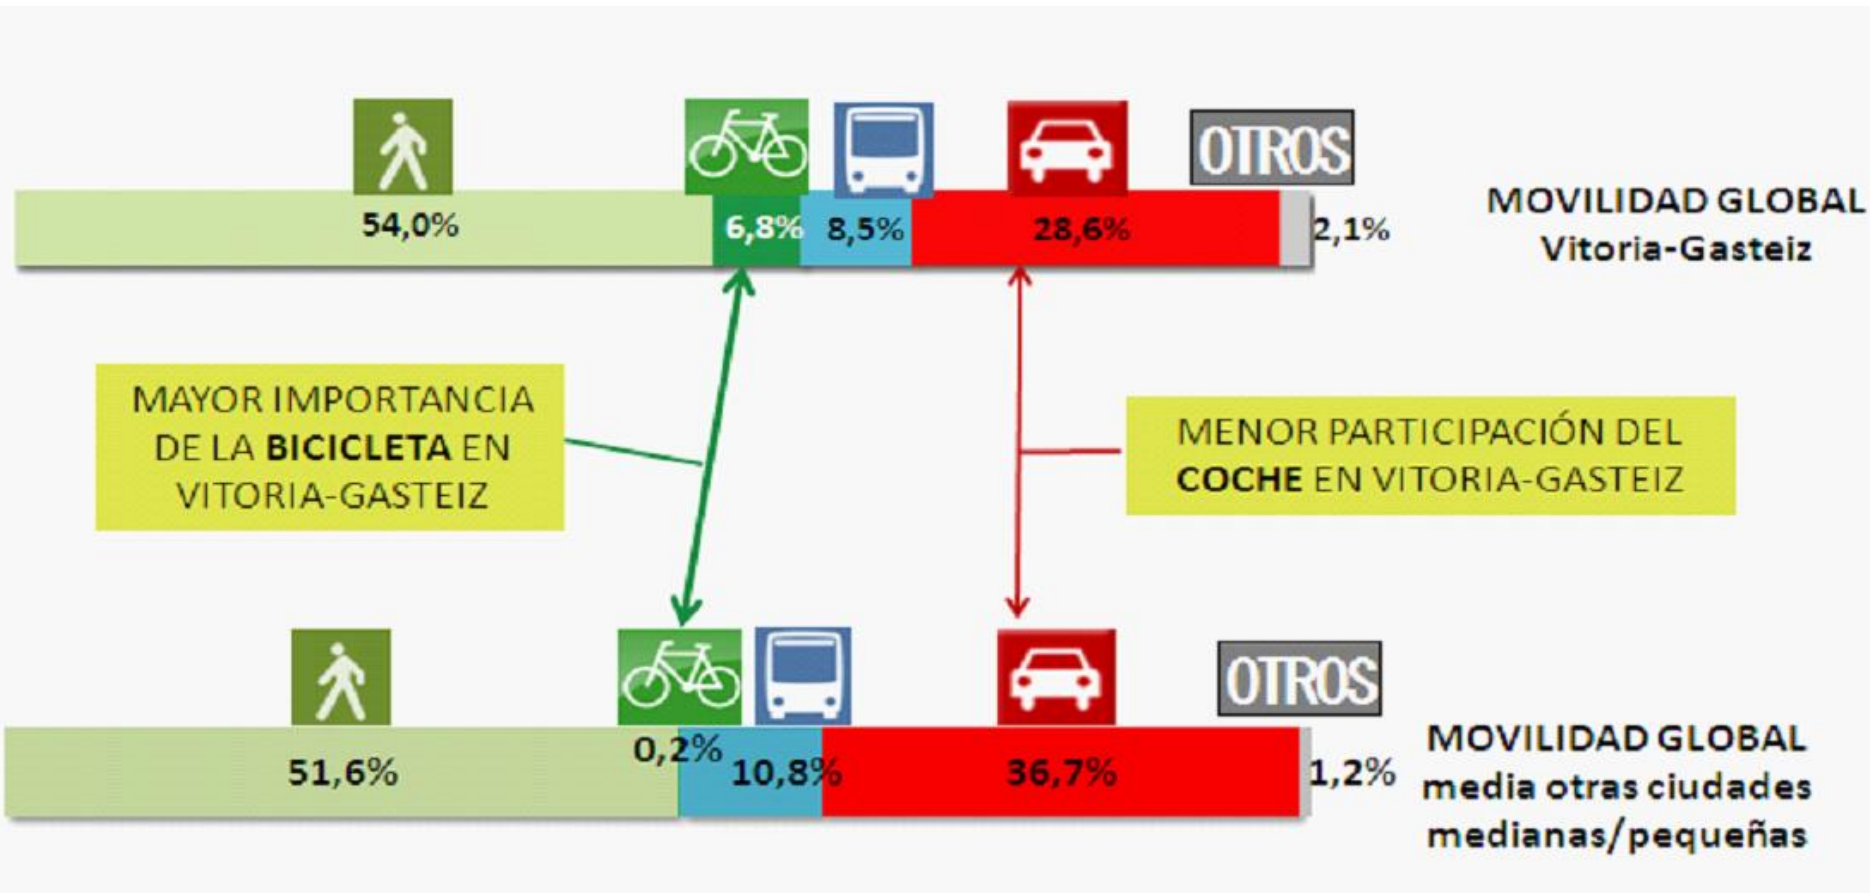 OTROS
54,0%
6,8%
8,5%
28,6%
2,1%
MOVILIDAD GLOBAL
Vitoria-Gasteiz
MAYOR IMPORTANCIA
DE LA BICICLETA EN
VITORIA-GASTEIZ
MENOR PARTICIPACIÓN DEL
COCHE EN VITORIA-GASTEIZ
OTROS
51,6%
0,2%
10,8%
36,7%
1,2%
MOVILIDAD GLOBAL
media otras ciudades
medianas/pequeñas